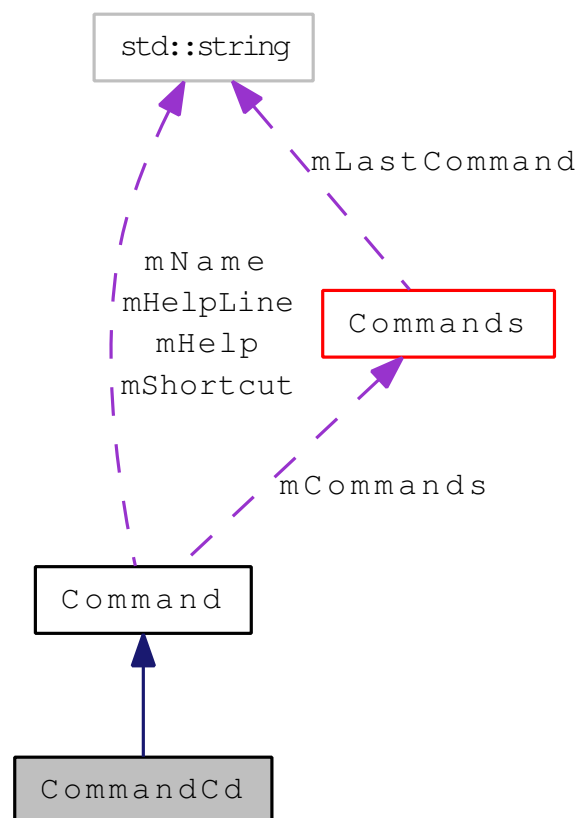 std::string
mLastCommand
mName
mHelpLine
mHelp
mShortcut
Commands
mCommands
Command
CommandCd